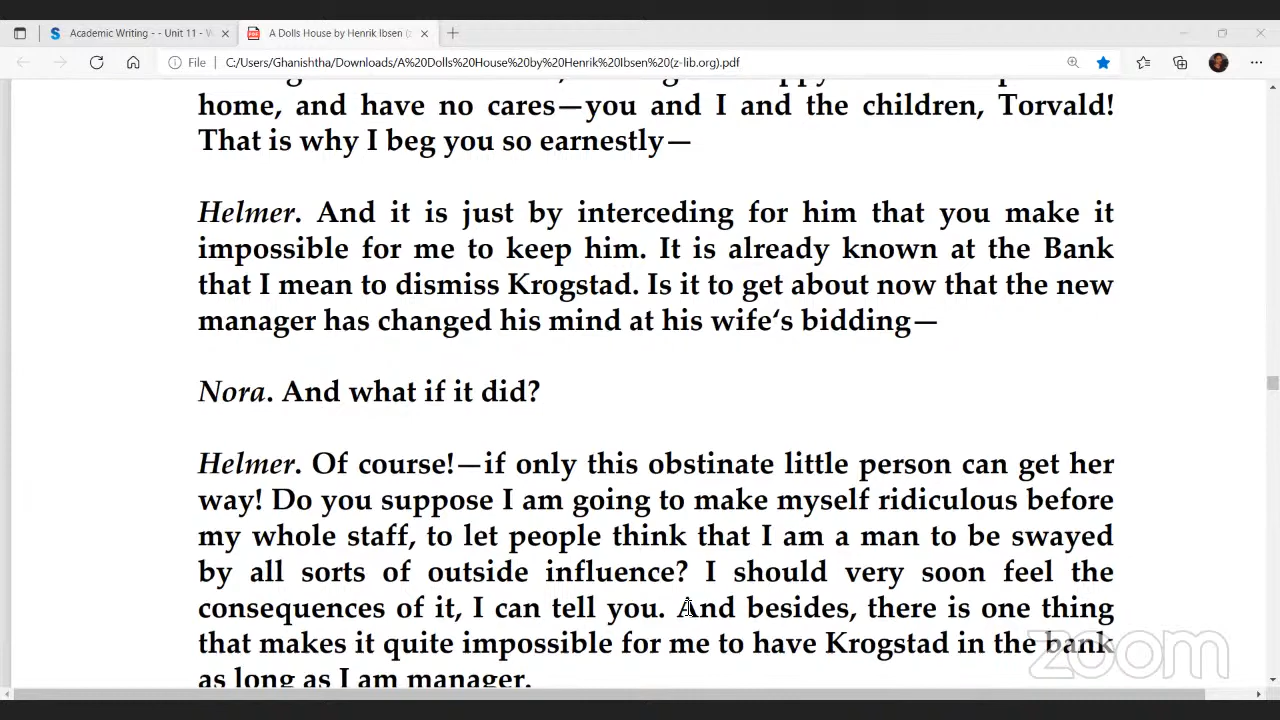 Academic Writing - - Unit 11 - W
A Dolls House by Henrik Ibsen (z
File
C:/Users/Ghanishtha/Downloads/A%20Dolls%20House%20by%20Henrik%20Ibsen%20(z-lib.org).pdf
home, and have no cares—you and I and the children, Torvald!
That is why I beg you so earnestly—
Helmer. And it is just by interceding for him that you make it
impossible for me to keep him. It is already known at the Bank
that I mean to dismiss Krogstad. Is it to get about now that the new
manager has changed his mind at his wife‘s bidding—
Nora. And what if it did?
Helmer. Of course!—if only this obstinate little person can get her
way! Do you suppose I am going to make myself ridiculous before
my whole staff, to let people think that I am a man to be swayed
by all sorts of outside influence? I should very soon feel the
consequences of it, I can tell you. And besides, there is one thing
that makes it quite impossible for me to have Krogstad in the bank
as long as I am manager.
zoom